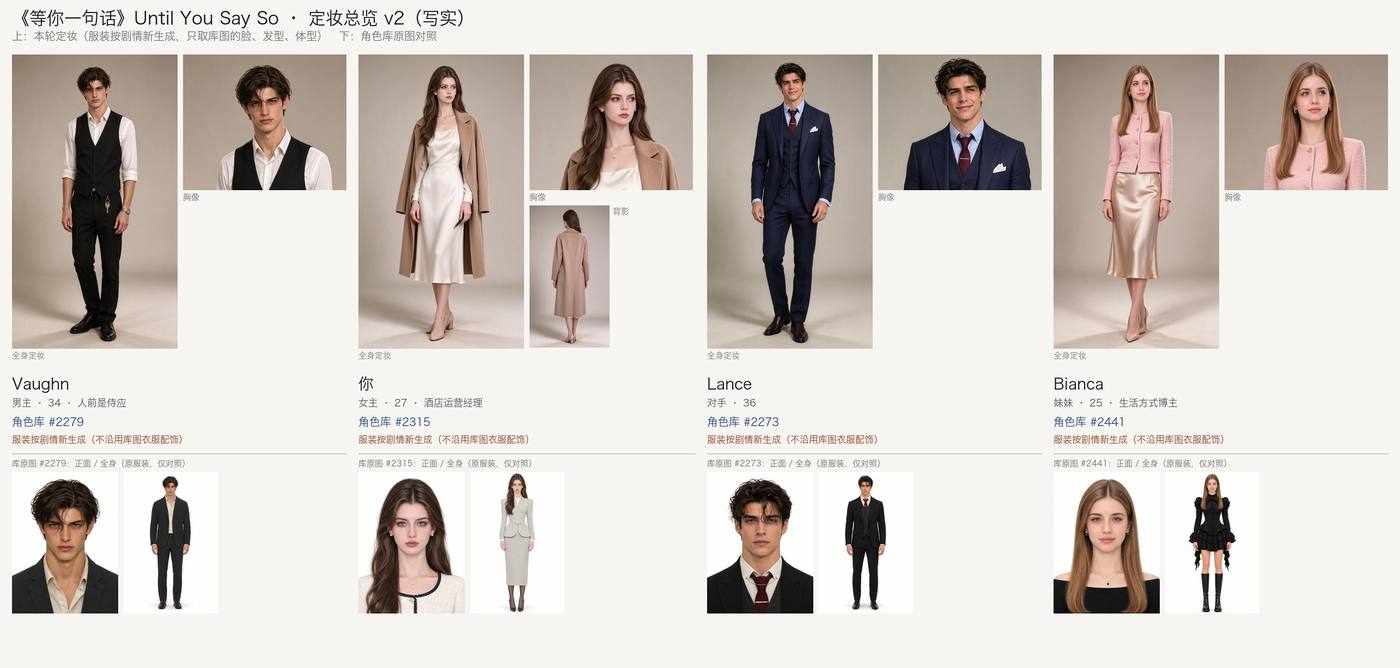 《等你一句话》Until You Say So · 定妆总览 v2（写实）
上：本轮定妆（服装按剧情新生成，只取库图的脸、发型、体型） 下：角色库原图对照
胸像
全身定妆
Vaughn
男主 · 34 · 人前是侍应
角色库 #2279
服装按剧情新生成（不沿用库图衣服配饰）
库原图 #2279：正面 / 全身（原服装，仅对照）
胸像
背影
全身定妆
你
女主 · 27 · 酒店运营经理
角色库 #2315
服装按剧情新生成（不沿用库图衣服配饰）
库原图 #2315：正面 / 全身（原服装，仅对照）
胸像
全身定妆
Lance
对手 · 36
角色库 #2273
服装按剧情新生成（不沿用库图衣服配饰）
库原图 #2273：正面 / 全身（原服装，仅对照）
胸像
全身定妆
Bianca
妹妹 · 25 · 生活方式博主
角色库 #2441
服装按剧情新生成（不沿用库图衣服配饰）
库原图 #2441：正面 / 全身（原服装，仅对照）